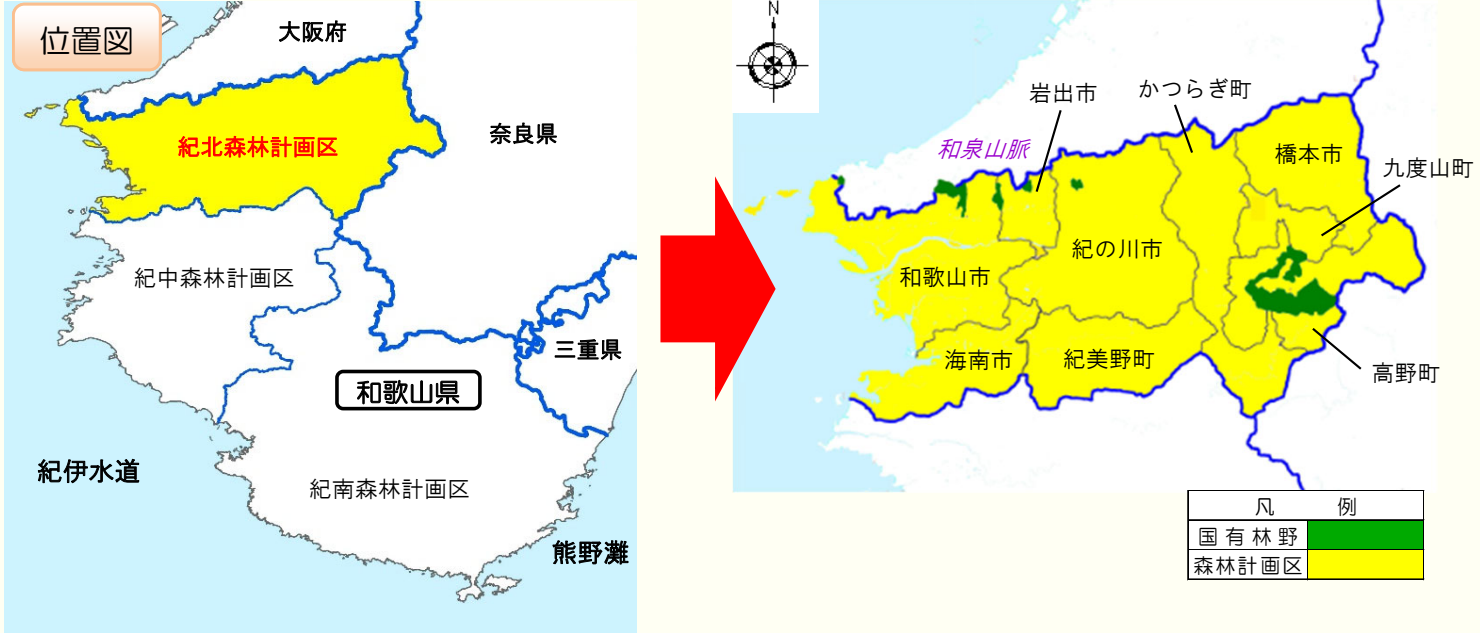 位置図
大阪府
奈良県
紀北森林計画区
紀中森林計画区
三重県
和歌山県
紀伊水道
紀南森林計画区
熊野灘
N
岩出市
かつらぎ町
和泉山脈
橋本市
九度山町
紀の川市
和歌山市
海南市
紀美野町
高野町
凡例
国有林野
森林計画区